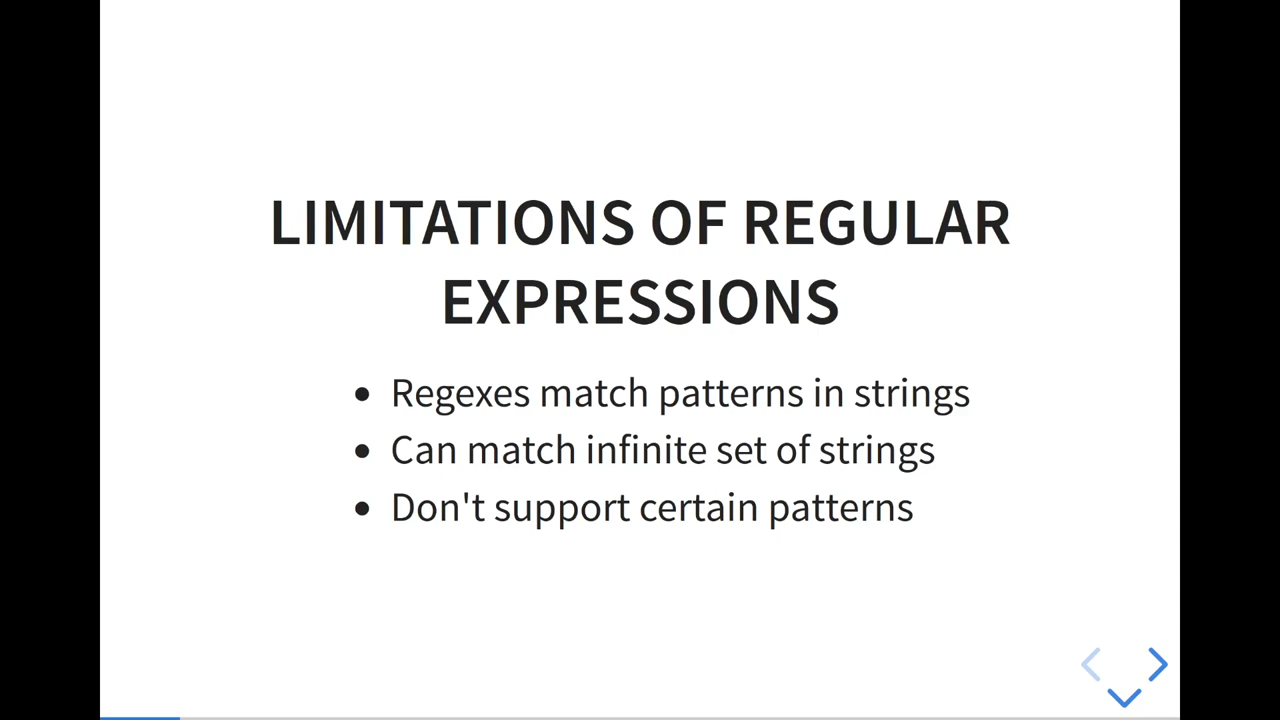 LIMITATIONS OF REGULAR
EXPRESSIONS
• Regexes match patterns in strings
• Can match infinite set of strings
• Don't support certain patterns